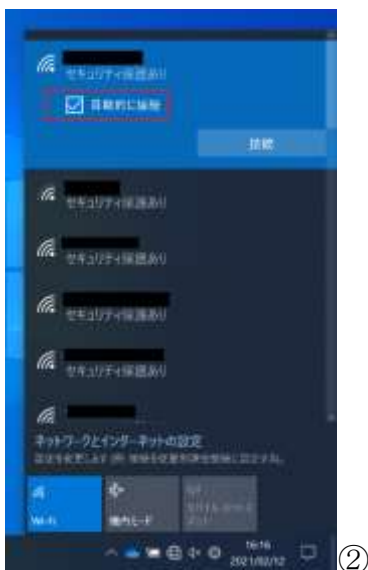 セキュリティ保護あり
自動的に接続
接続
セキュリティ保護あり
セキュリティ保護あり
セキュリティ保護あり
セキュリティ保護あり
ネットワークとインターネットの設定
Wi-Fi
機内モード
16:16
2021/02/12
②